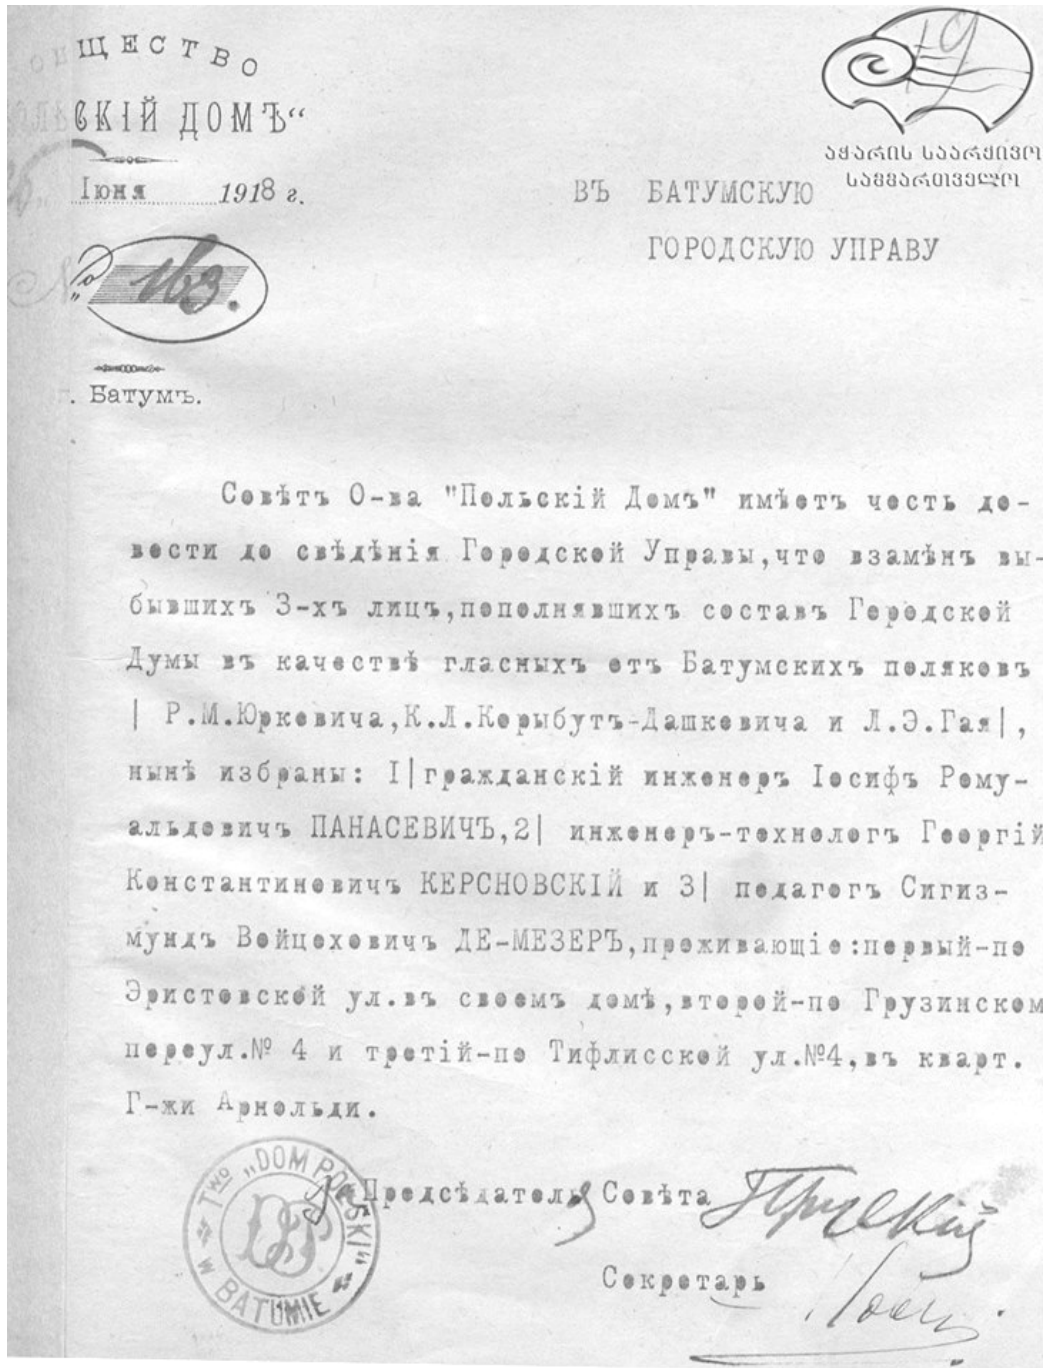 ЩЕСТВО
СКІЙ ДОМЪ“
Іюня 1918 г.
№ 163.
г. Батумъ.
19
ᲐᲭᲐᲠᲘᲡ ᲡᲐᲐᲠᲥᲘᲕᲝ
ᲡᲐᲛᲛᲐᲠᲗᲕᲔᲚᲝ
ВЪ БАТУМСКУЮ
ГОРОДСКУЮ УПРАВУ
Совѣтъ О-ва "Польскій Домъ" имѣетъ честь до-
вести до свѣдѣнія Городской Управы,что взамѣнъ вы-
бывшихъ 3-хъ лицъ,пополнявшихъ составъ Городской
Думы въ качествѣ гласныхъ отъ Батумскихъ поляковъ
| Р.М.Юркевича,К.Л.Корыбутъ-Дашкевича и Л.Э.Гая|,
нынѣ избраны: I|гражданскій инженеръ Іосифъ Рому-
альдовичъ ПАНАСЕВИЧЪ,2| инженеръ-технологъ Георгій
Константиновичъ КЕРСНОВСКІЙ и 3| педагогъ Сигиз-
мундъ Войцеховичъ ДЕ-МЕЗЕРЪ,проживающіе:первый-по
Эристовской ул.въ своемъ домѣ,второй-по Грузинском
переул.№ 4 и третій-по Тифлисской ул.№4,въ кварт.
Г-жи Арнольди.
Тwo „DOM POLSKI“ w BATUMIE
Предсѣдатель Совѣта
Секретарь